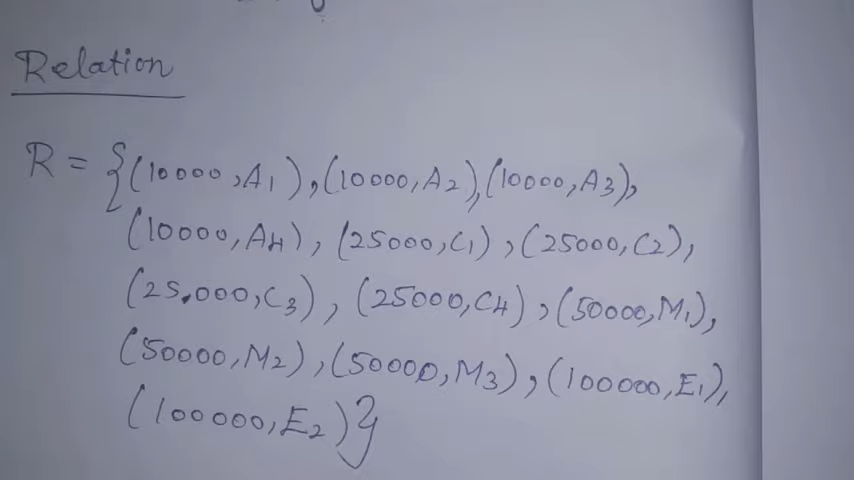 Relation
R = {(10000,A1),(10000,A2),(10000,A3),
(10000,A4),(25000,C1),(25000,C2),
(25.000,C3),(25000,C4),(50000,M1),
(50000,M2),(50000,M3),(100000,E1),
(100000,E2)}